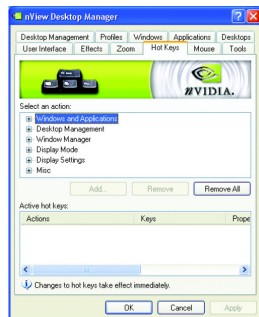 nView Desktop Manager
Desktop Management Profiles Windows Applications Desktops
User Interface Effects Zoom Hot Keys Mouse Tools
NVIDIA.
Select an action:
Windows and Applications
Desktop Management
Window Manager
Display Mode
Display Settings
Misc
Add... Remove Remove All
Active hot keys:
Actions Keys Prope
Changes to hot keys take effect immediately.
OK Cancel Apply